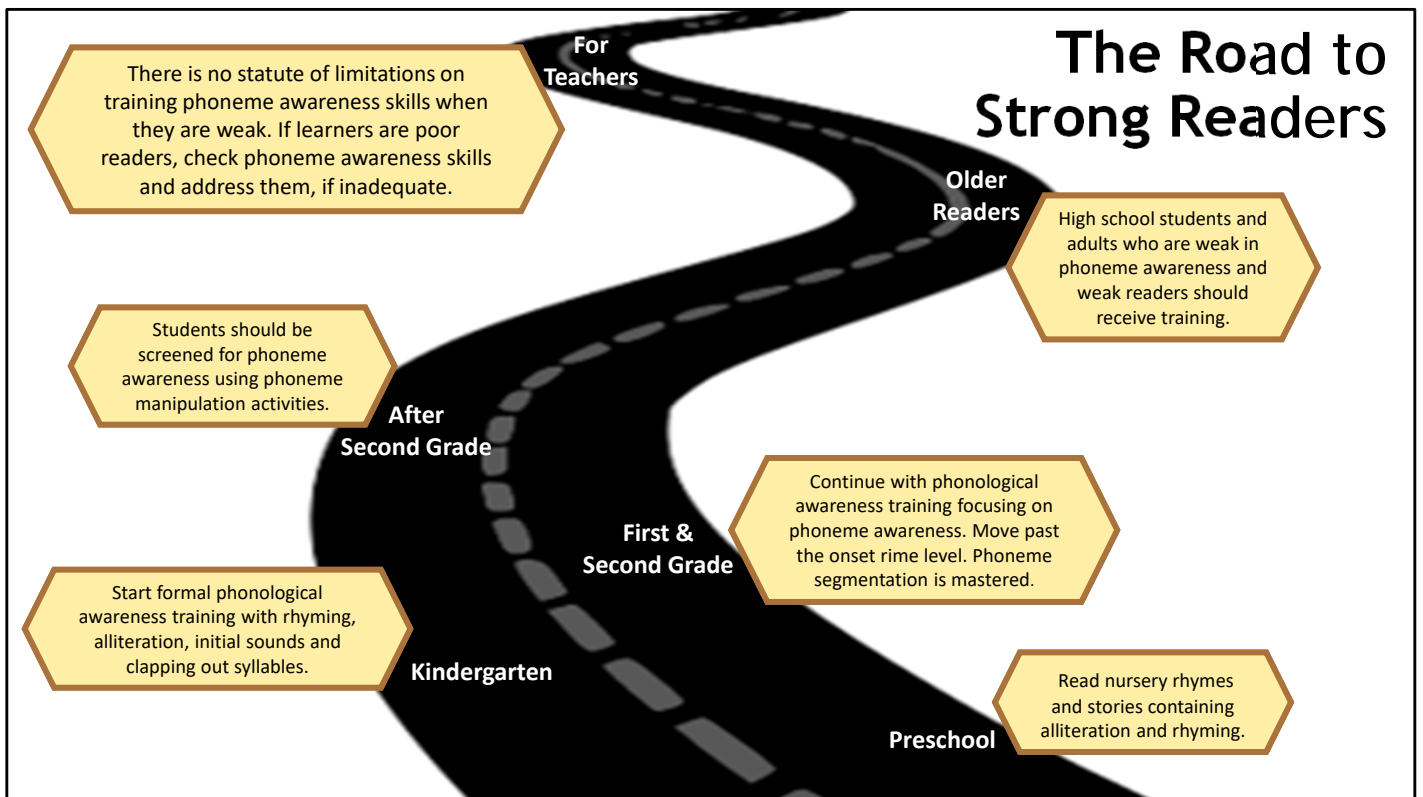 The Road to
Strong Readers
For
Teachers
There is no statute of limitations on
training phoneme awareness skills when
they are weak. If learners are poor
readers, check phoneme awareness skills
and address them, if inadequate.
Older
Readers
High school students and
adults who are weak in
phoneme awareness and
weak readers should
receive training.
Students should be
screened for phoneme
awareness using phoneme
manipulation activities.
After
Second Grade
Continue with phonological
awareness training focusing on
phoneme awareness. Move past
the onset rime level. Phoneme
segmentation is mastered.
First &
Second Grade
Start formal phonological
awareness training with rhyming,
alliteration, initial sounds and
clapping out syllables.
Kindergarten
Read nursery rhymes
and stories containing
alliteration and rhyming.
Preschool